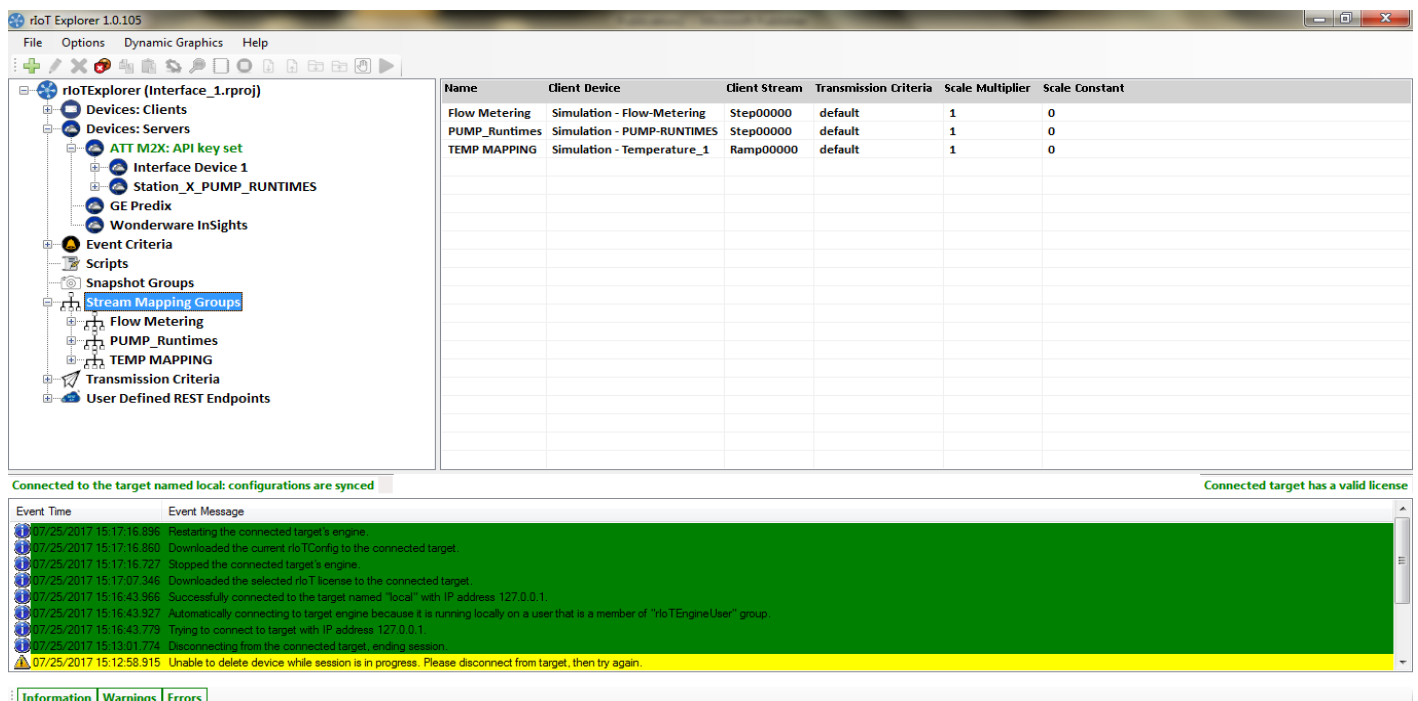 rIoT Explorer 1.0.105
File Options Dynamic Graphics Help
rIoTExplorer (Interface_1.rproj)
Devices: Clients
Devices: Servers
ATT M2X: API key set
Interface Device 1
Station_X_PUMP_RUNTIMES
GE Predix
Wonderware InSights
Event Criteria
Scripts
Snapshot Groups
Stream Mapping Groups
Flow Metering
PUMP_Runtimes
TEMP MAPPING
Transmission Criteria
User Defined REST Endpoints
Name Client Device Client Stream Transmission Criteria Scale Multiplier Scale Constant
Flow Metering Simulation - Flow-Metering Step00000 default 1 0
PUMP_Runtimes Simulation - PUMP-RUNTIMES Step00000 default 1 0
TEMP MAPPING Simulation - Temperature_1 Ramp00000 default 1 0
Connected to the target named local: configurations are synced Connected target has a valid license
Event Time Event Message
07/25/2017 15:17:16.896 Restarting the connected target's engine.
07/25/2017 15:17:16.860 Downloaded the current rIoTConfig to the connected target.
07/25/2017 15:17:16.727 Stopped the connected target's engine.
07/25/2017 15:17:07.346 Downloaded the selected rIoT license to the connected target.
07/25/2017 15:16:43.966 Successfully connected to the target named "local" with IP address 127.0.0.1.
07/25/2017 15:16:43.927 Automatically connecting to target engine because it is running locally on a user that is a member of "rIoTEngineUser" group.
07/25/2017 15:16:43.779 Trying to connect to target with IP address 127.0.0.1.
07/25/2017 15:13:01.774 Disconnecting from the connected target, ending session.
07/25/2017 15:12:58.915 Unable to delete device while session is in progress. Please disconnect from target, then try again.
Information Warnings Errors